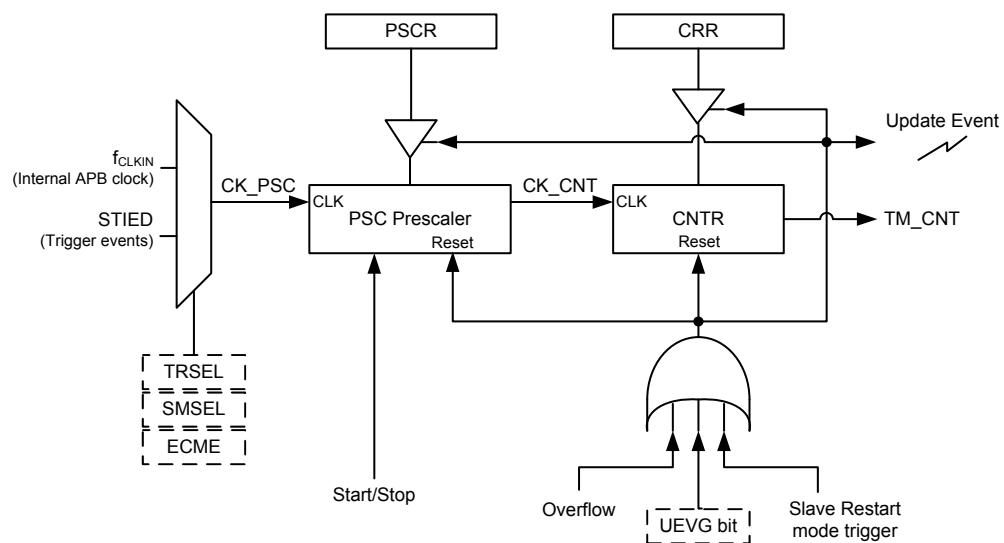 PSCR
CRR
Update Event
fCLKIN
(Internal APB clock)
CK_PSC
CLK
PSC Prescaler
Reset
CK_CNT
CLK
CNTR
Reset
TM_CNT
STIED
(Trigger events)
TRSEL
SMSEL
ECME
Start/Stop
Overflow
UEVG bit
Slave Restart
mode trigger